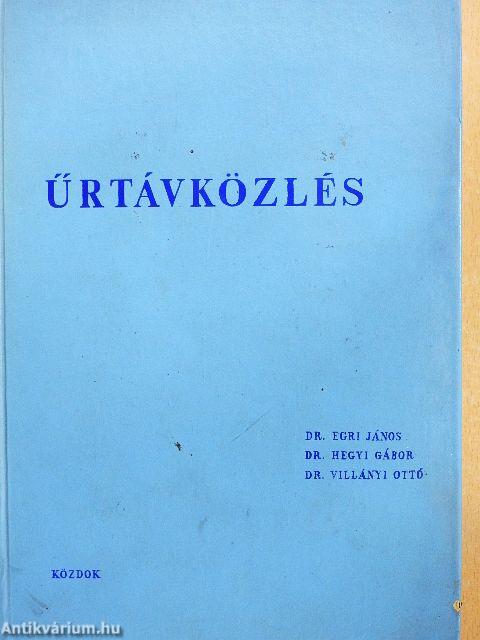 ŰRTÁVKÖZLÉS
DR. EGRI JÁNOS
DR. HEGYI GÁBOR
DR. VILLÁNYI OTTÓ
KÖZDOK
Antikvárium.hu